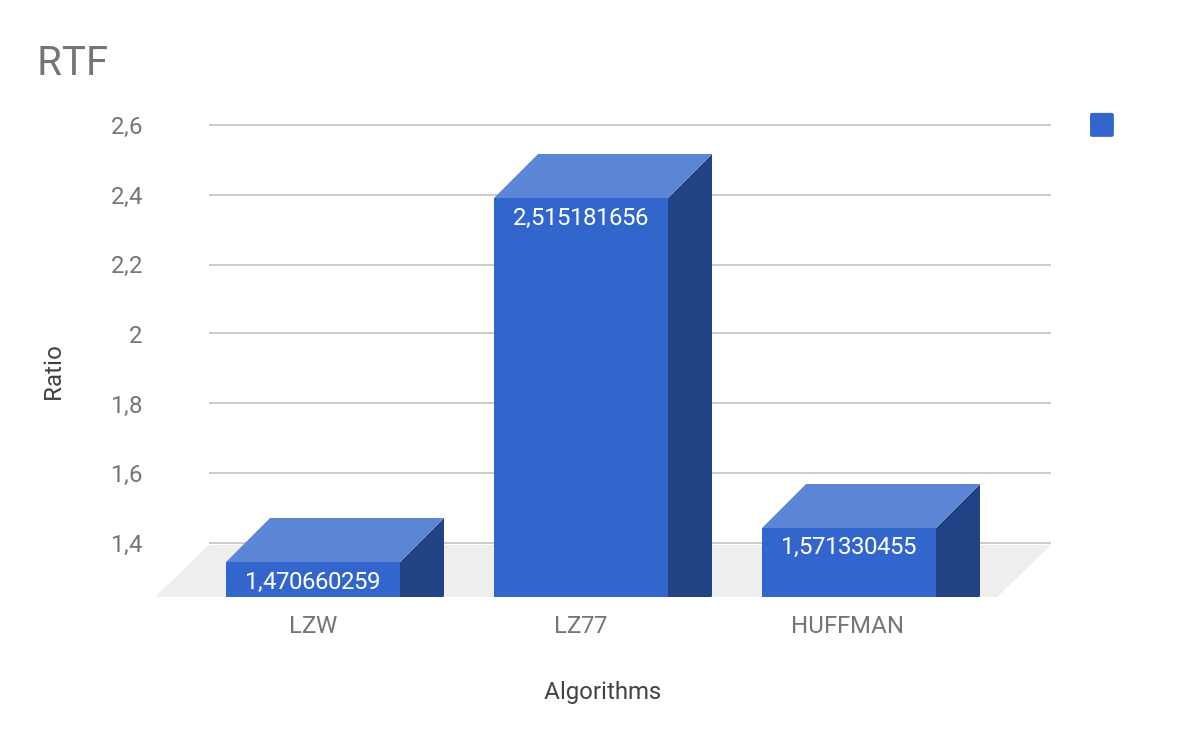 RTF
2,6
2,4
2,2
2
1,8
1,6
1,4
Ratio
2,515181656
1,571330455
1,470660259
LZW
LZ77
HUFFMAN
Algorithms